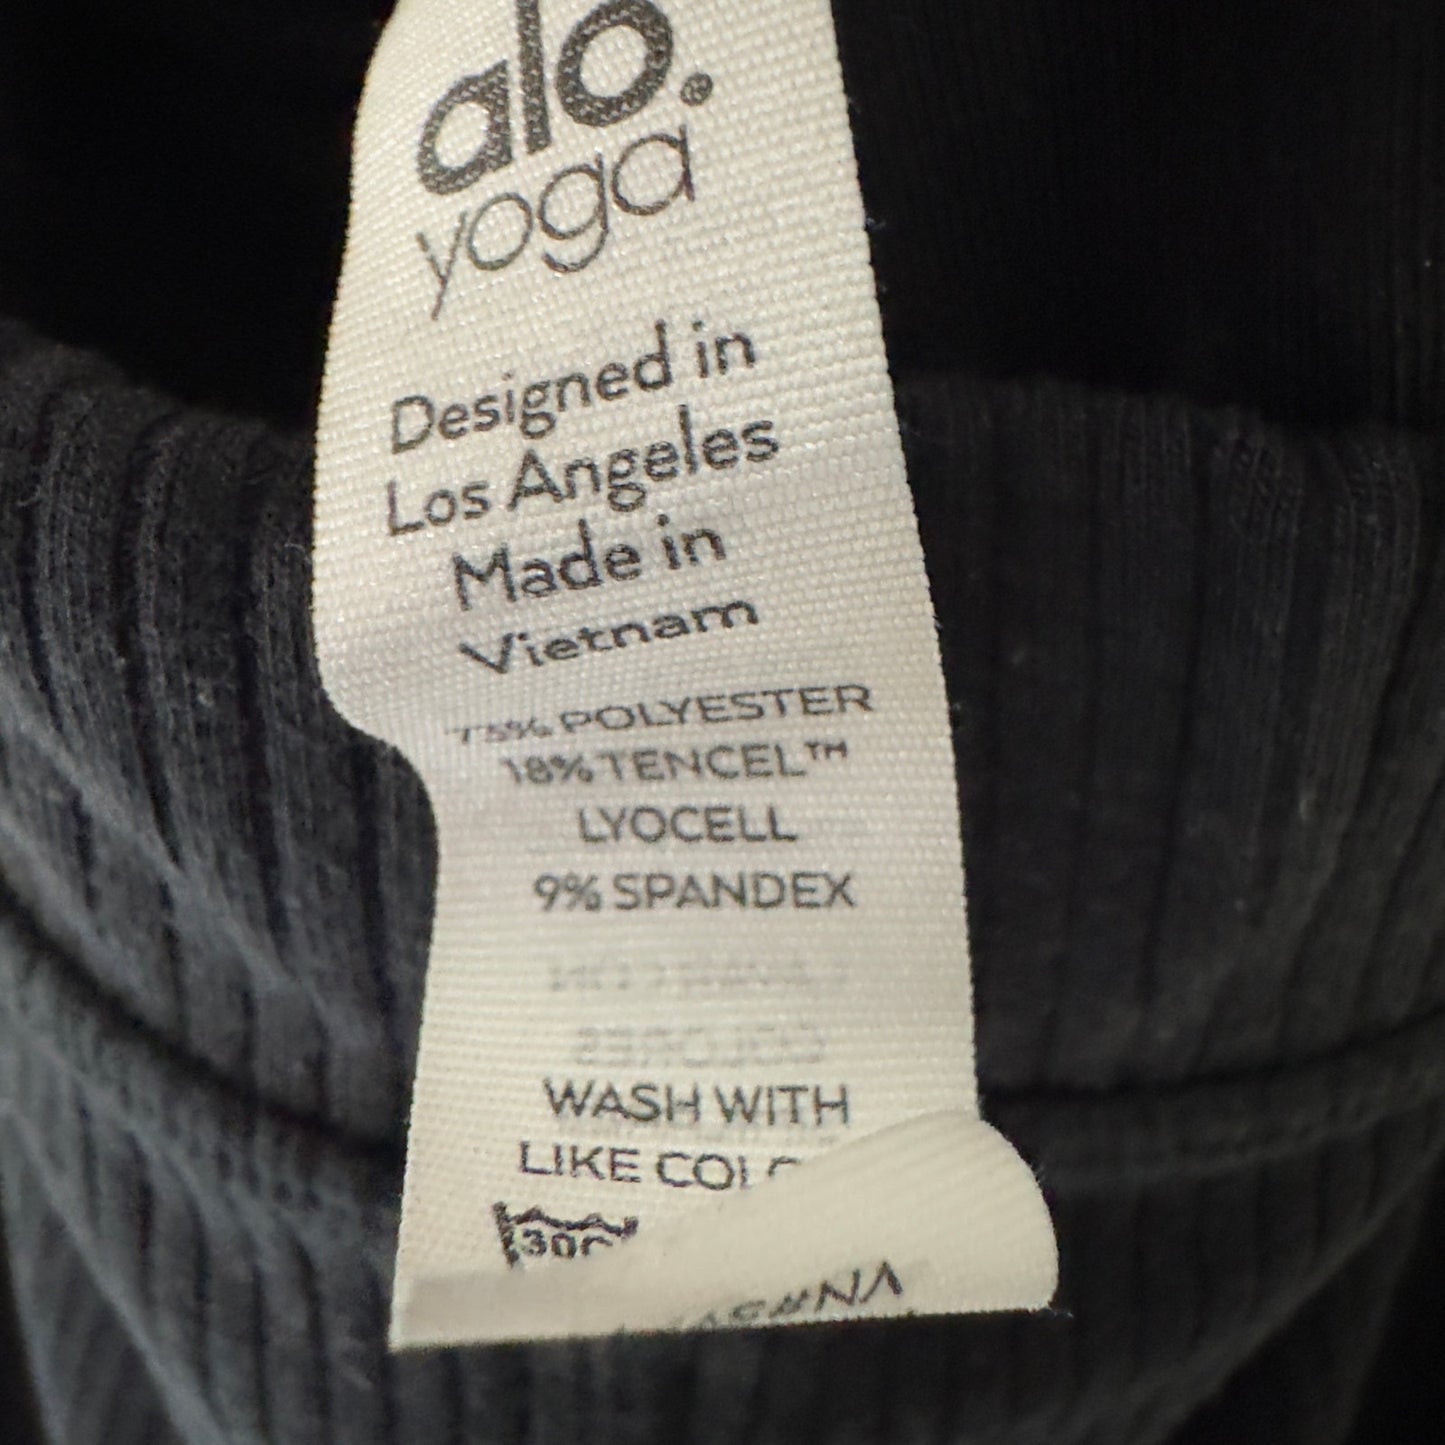 alo.®
yoga
Designed in
Los Angeles
Made in
Vietnam
73% POLYESTER
18% TENCEL™
LYOCELL
9% SPANDEX
WASH WITH
LIKE